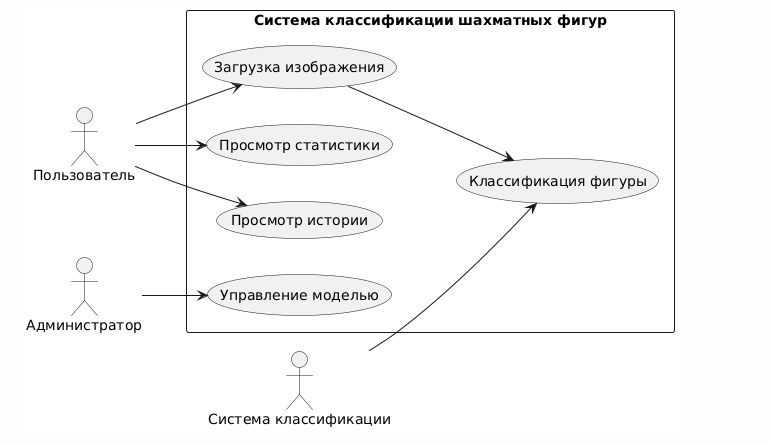 Система классификации шахматных фигур
Загрузка изображения
Просмотр статистики
Пользователь
Классификация фигуры
Просмотр истории
Управление моделью
Администратор
Система классификации